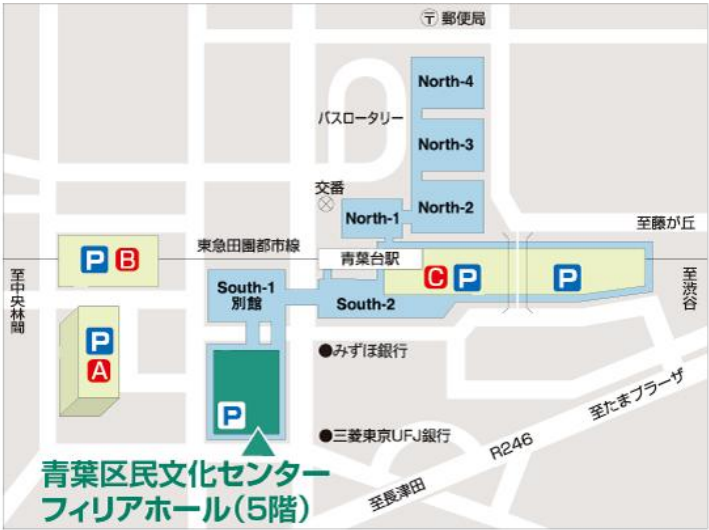 〒 郵便局
North-4
バスロータリー
North-3
交番
North-2
North-1
至藤が丘
東急田園都市線
青葉台駅
P B
C P
P
至中央林間
至渋谷
South-1
別館
South-2
P
A
●みずほ銀行
至たまプラーザ
P
●三菱東京UFJ銀行
R246
至長津田
青葉区民文化センター
フィリアホール(5階)